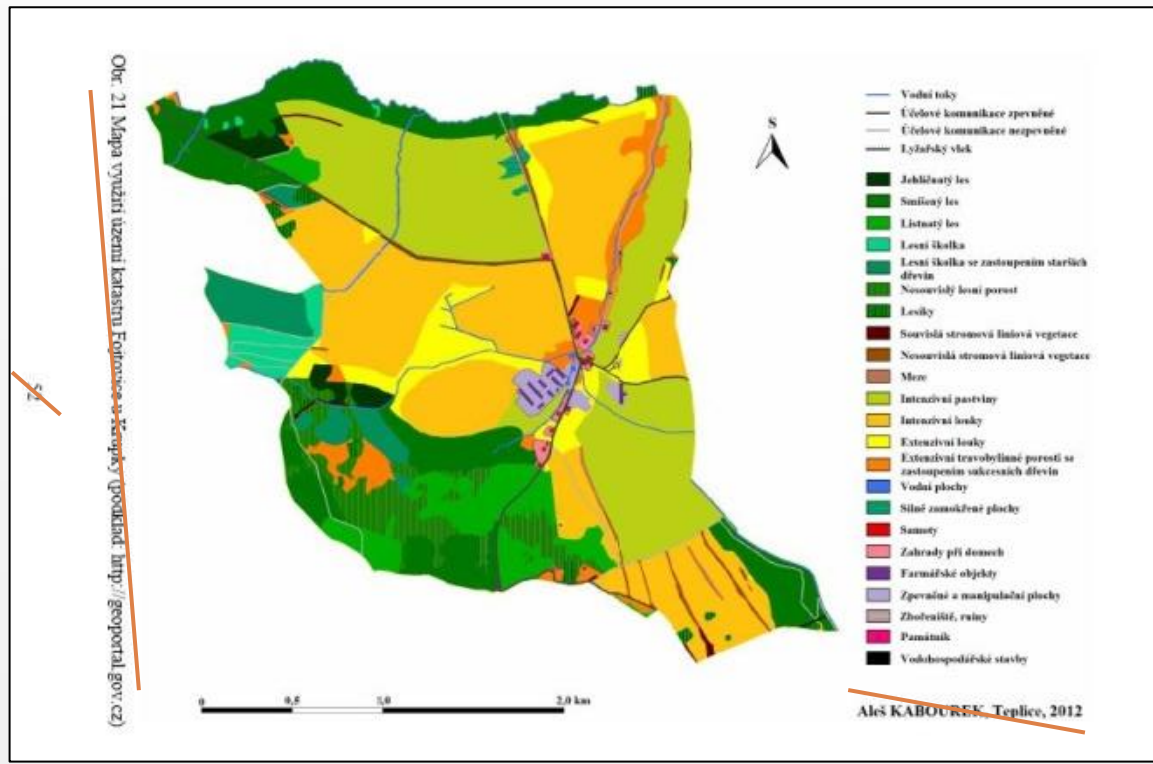 Obr. 21 Mapa využití území katastru Fojtovice u Krupky (podklad: http://geoportal.gov.cz)
52
S
Vodní toky
Účelové komunikace zpevněné
Účelové komunikace nezpevněné
Lyžařský vlek
Jehličnatý les
Smíšený les
Listnatý les
Lesní školka
Lesní školka se zastoupením starších
dřevin
Nesouvislý lesní porost
Lesíky
Souvislá stromová liniová vegetace
Nesouvislá stromová liniová vegetace
Meze
Intenzivní pastviny
Intenzivní louky
Extenzivní louky
Extenzivní travobylinné porosti se
zastoupením sukcesních dřevin
Vodní plochy
Silně zamokřené plochy
Samoty
Zahrady při domech
Farmářské objekty
Zpevněné a manipulační plochy
Zbořeniště, ruiny
Památník
Vodohospodářské stavby
0 0,5 1,0 2,0 km
Aleš KABOUREK, Teplice, 2012